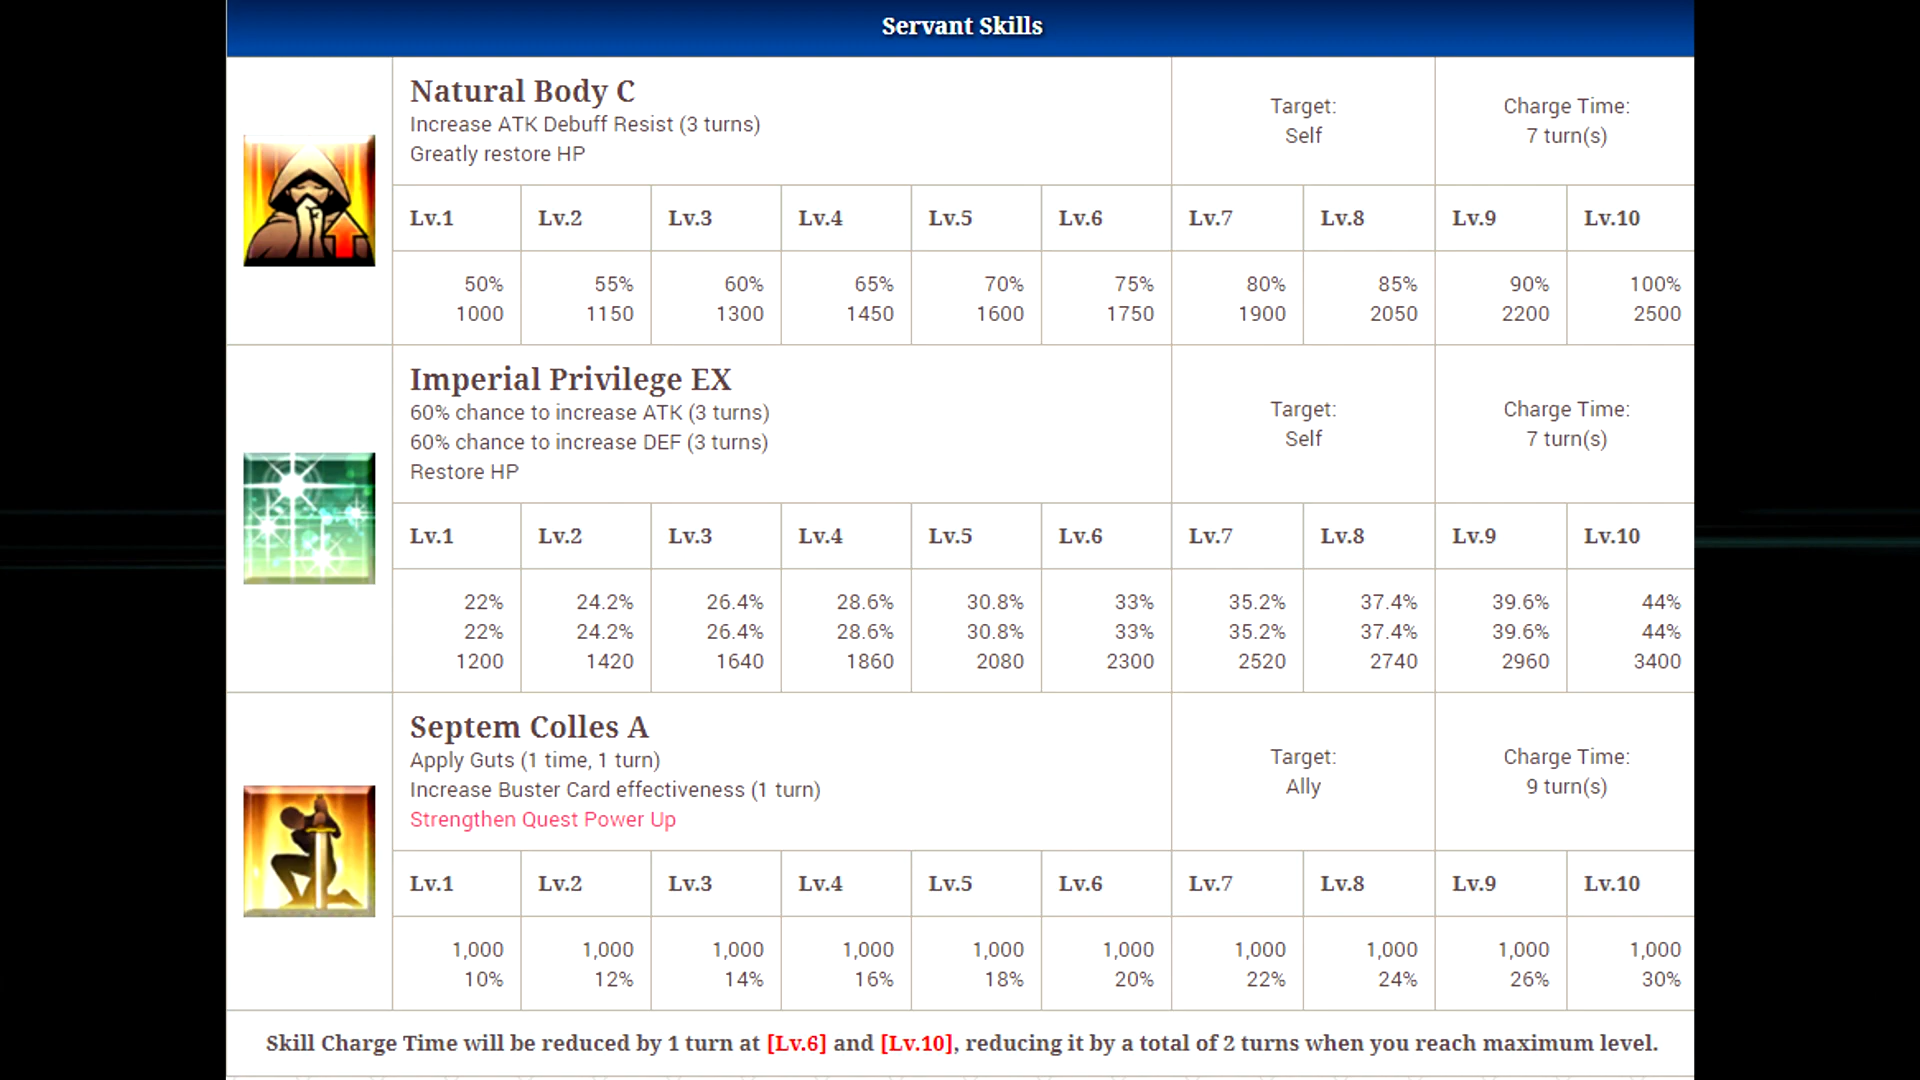 Servant Skills
Natural Body C
Increase ATK Debuff Resist (3 turns)
Greatly restore HP
Target:
Self
Charge Time:
7 turn(s)
Lv.1 Lv.2 Lv.3 Lv.4 Lv.5 Lv.6 Lv.7 Lv.8 Lv.9 Lv.10
50% 55% 60% 65% 70% 75% 80% 85% 90% 100%
1000 1150 1300 1450 1600 1750 1900 2050 2200 2500
Imperial Privilege EX
60% chance to increase ATK (3 turns)
60% chance to increase DEF (3 turns)
Restore HP
Target:
Self
Charge Time:
7 turn(s)
Lv.1 Lv.2 Lv.3 Lv.4 Lv.5 Lv.6 Lv.7 Lv.8 Lv.9 Lv.10
22% 24.2% 26.4% 28.6% 30.8% 33% 35.2% 37.4% 39.6% 44%
22% 24.2% 26.4% 28.6% 30.8% 33% 35.2% 37.4% 39.6% 44%
1200 1420 1640 1860 2080 2300 2520 2740 2960 3400
Septem Colles A
Apply Guts (1 time, 1 turn)
Increase Buster Card effectiveness (1 turn)
Strengthen Quest Power Up
Target:
Ally
Charge Time:
9 turn(s)
Lv.1 Lv.2 Lv.3 Lv.4 Lv.5 Lv.6 Lv.7 Lv.8 Lv.9 Lv.10
1,000 1,000 1,000 1,000 1,000 1,000 1,000 1,000 1,000 1,000
10% 12% 14% 16% 18% 20% 22% 24% 26% 30%
Skill Charge Time will be reduced by 1 turn at [Lv.6] and [Lv.10], reducing it by a total of 2 turns when you reach maximum level.